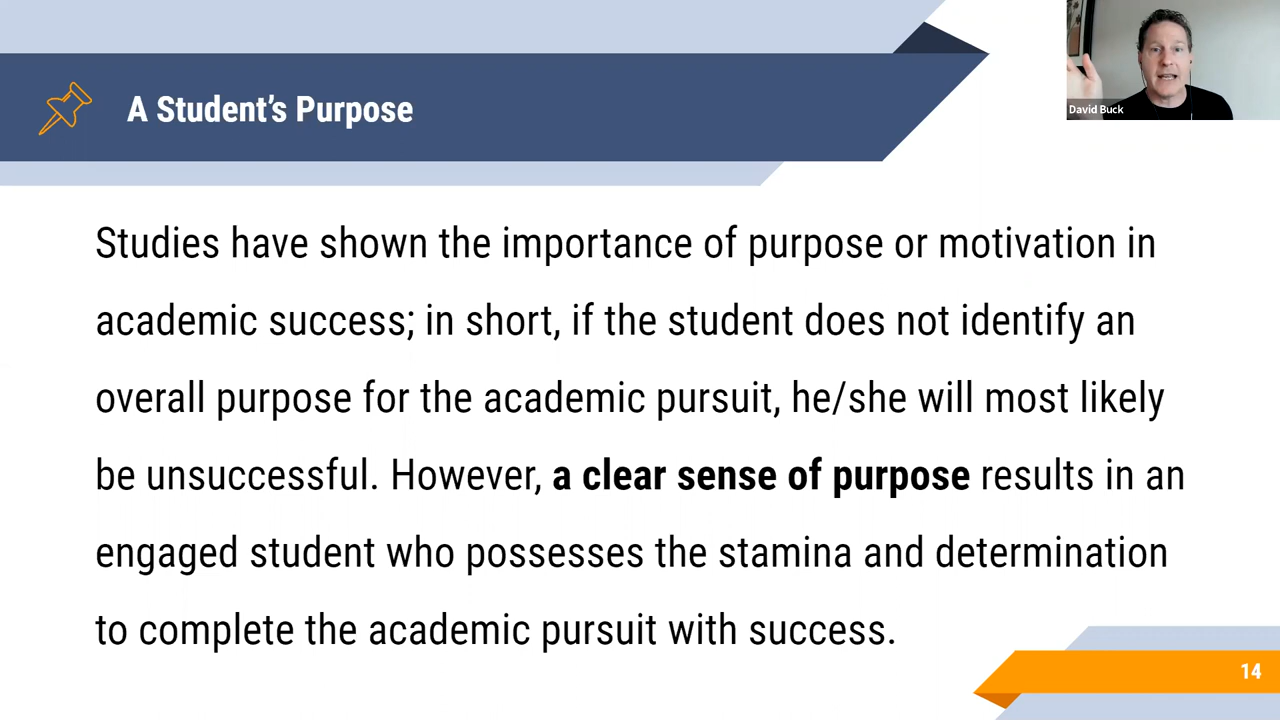 A Student’s Purpose
David Buck
Studies have shown the importance of purpose or motivation in
academic success; in short, if the student does not identify an
overall purpose for the academic pursuit, he/she will most likely
be unsuccessful. However, a clear sense of purpose results in an
engaged student who possesses the stamina and determination
to complete the academic pursuit with success.
14